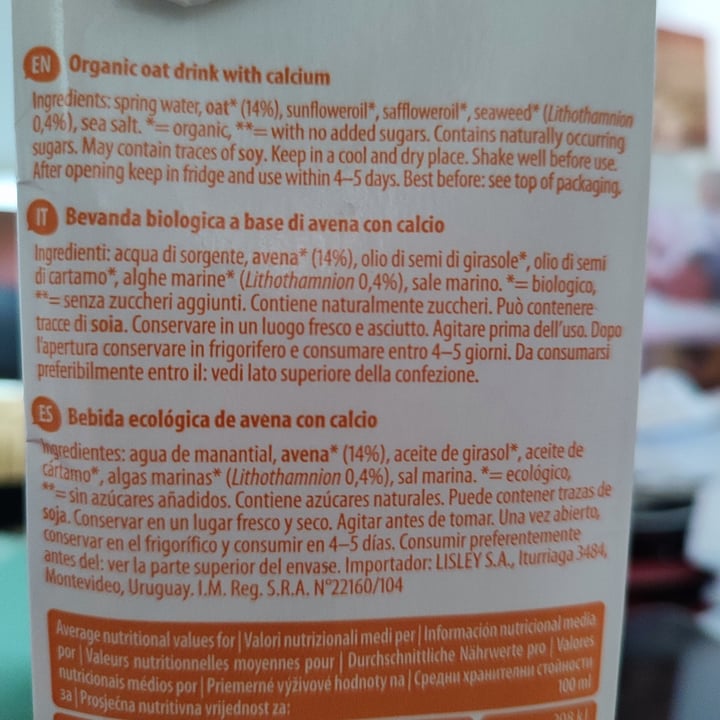 EN Organic oat drink with calcium
Ingredients: spring water, oat* (14%), sunfloweroil*, saffloweroil*, seaweed* (Lithothamnion
0,4%), sea salt. *= organic, **= with no added sugars. Contains naturally occurring
sugars. May contain traces of soy. Keep in a cool and dry place. Shake well before use.
After opening keep in fridge and use within 4–5 days. Best before: see top of packaging.
IT Bevanda biologica a base di avena con calcio
Ingredienti: acqua di sorgente, avena* (14%), olio di semi di girasole*, olio di semi
di cartamo*, alghe marine* (Lithothamnion 0,4%), sale marino. *= biologico,
**= senza zuccheri aggiunti. Contiene naturalmente zuccheri. Può contenere
tracce di soia. Conservare in un luogo fresco e asciutto. Agitare prima dell'uso. Dopo
l'apertura conservare in frigorifero e consumare entro 4–5 giorni. Da consumarsi
preferibilmente entro il: vedi lato superiore della confezione.
ES Bebida ecológica de avena con calcio
Ingredientes: agua de manantial, avena* (14%), aceite de girasol*, aceite de
cártamo*, algas marinas* (Lithothamnion 0,4%), sal marina. *= ecológico,
**= sin azúcares añadidos. Contiene azúcares naturales. Puede contener trazas de
soja. Conservar en un lugar fresco y seco. Agitar antes de tomar. Una vez abierto,
conservar en el frigorífico y consumir en 4–5 días. Consumir preferentemente
antes del: ver la parte superior del envase. Importador: LISLEY S.A., Iturriaga 3484,
Montevideo, Uruguay. I.M. Reg. S.R.A. N°22160/104
Average nutritional values for | Valori nutrizionali medi per | Información nutricional media
por | Valeurs nutritionnelles moyennes pour | Durchschnittliche Nährwerte pro | Valores
nutricionais médios por | Priemerné výživové hodnoty na | Средни хранителни стойности
за | Prosječna nutritivna vrijednost za: 100 ml